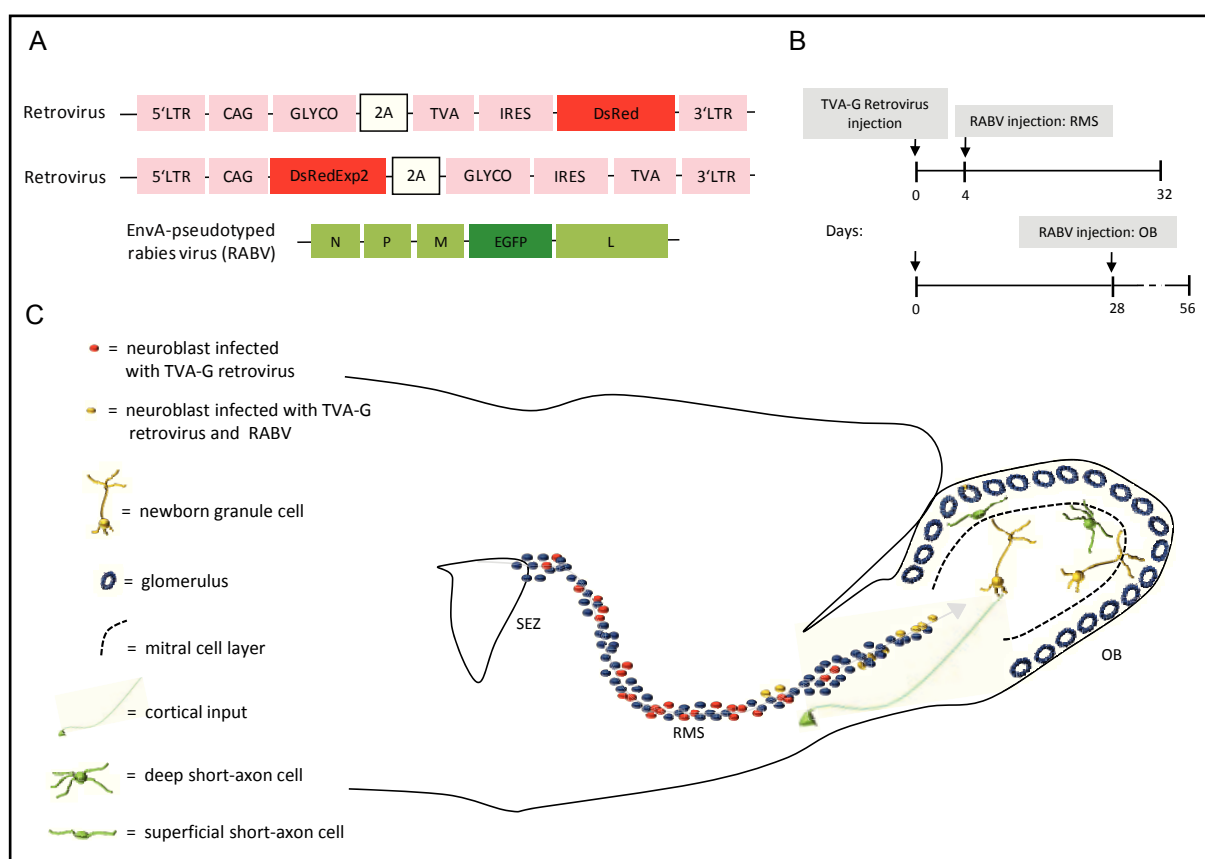 A
Retrovirus 5‘LTR CAG GLYCO 2A TVA IRES DsRed 3‘LTR
Retrovirus 5‘LTR CAG DsRedExp2 2A GLYCO IRES TVA 3‘LTR
EnvA-pseudotyped
rabies virus (RABV) N P M EGFP L
B
TVA-G Retrovirus
injection
RABV injection: RMS
0 4 32
Days:
RABV injection: OB
0 28 56
C
= neuroblast infected
with TVA-G retrovirus
= neuroblast infected with TVA-G
retrovirus and RABV
= newborn granule cell
= glomerulus
= mitral cell layer
= cortical input
= deep short-axon cell
= superficial short-axon cell
SEZ
RMS
OB